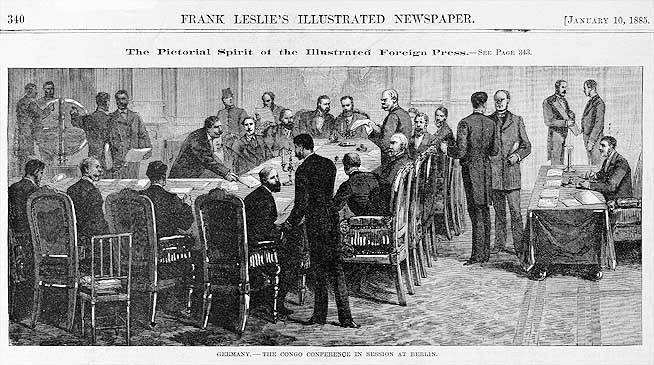 340 FRANK LESLIE'S ILLUSTRATED NEWSPAPER. [JANUARY 10, 1885.
The Pictorial Spirit of the Illustrated Foreign Press.—SEE PAGE 343.
GERMANY.—THE CONGO CONFERENCE IN SESSION AT BERLIN.